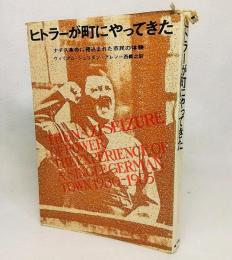 ヒトラーが町にやってきた
ナチス革命に捲込まれた市民の体験
ウィリアム・シェリダン・アレン＝西義之訳
THE NAZI SEIZURE
OF POWER
THE EXPERIENCE OF
A SINGLE GERMAN
TOWN 1930-1935
ヒトラーが町にやってきた